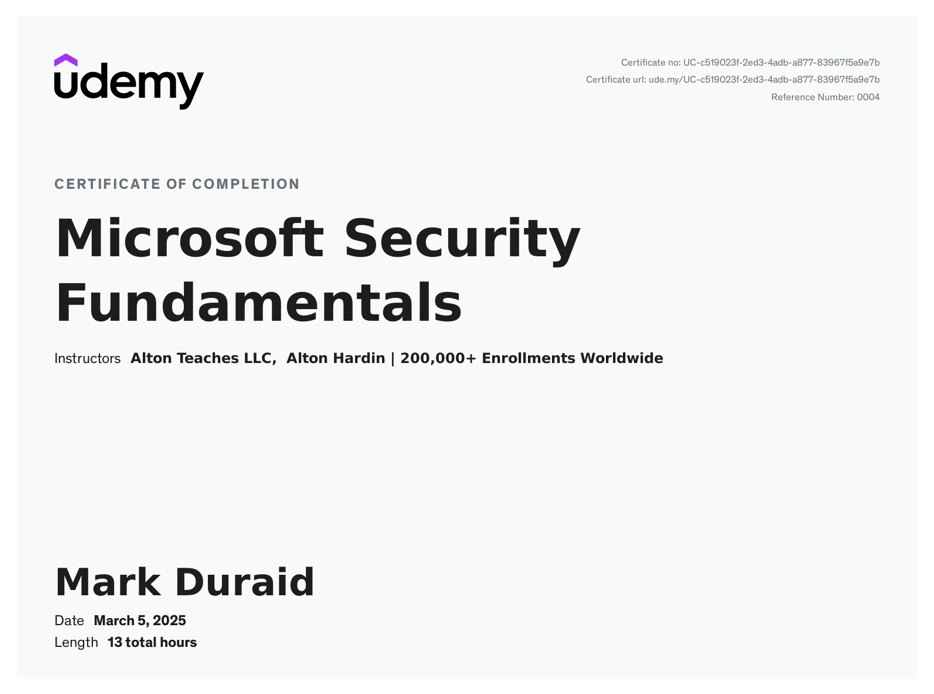 udemy
Certificate no: UC-c519023f-2ed3-4adb-a877-83967f5a9e7b
Certificate url: ude.my/UC-c519023f-2ed3-4adb-a877-83967f5a9e7b
Reference Number: 0004
CERTIFICATE OF COMPLETION
Microsoft Security
Fundamentals
Instructors Alton Teaches LLC, Alton Hardin | 200,000+ Enrollments Worldwide
Mark Duraid
Date March 5, 2025
Length 13 total hours